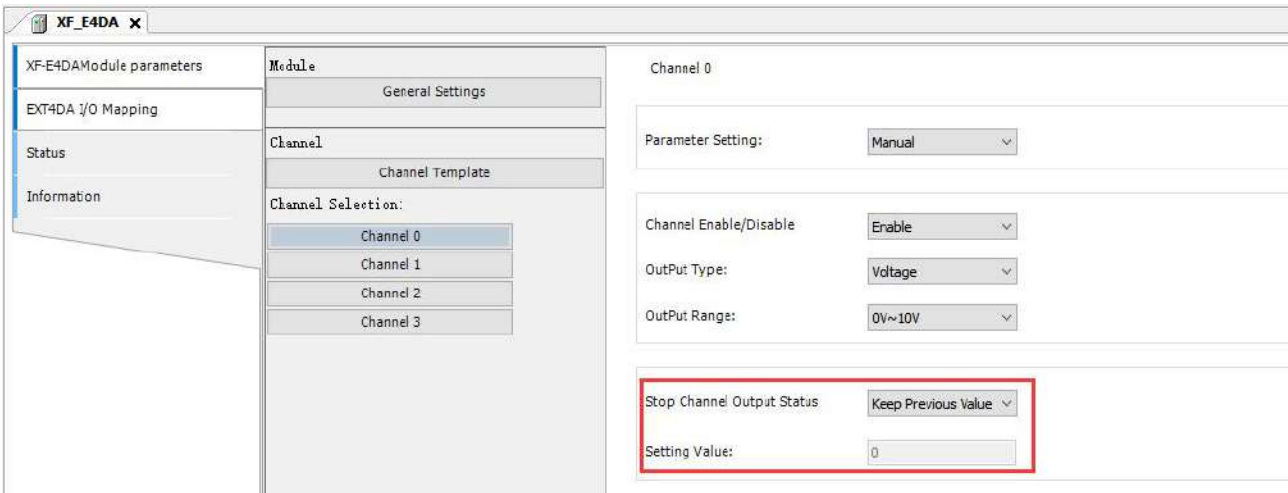 XF_E4DA X
XF-E4DAModule parameters
EXT4DA I/O Mapping
Status
Information
Module
General Settings
Channel
Channel Template
Channel Selection:
Channel 0
Channel 1
Channel 2
Channel 3
Channel 0
Parameter Setting: Manual
Channel Enable/Disable Enable
OutPut Type: Voltage
OutPut Range: 0V~10V
Stop Channel Output Status Keep Previous Value
Setting Value: 0